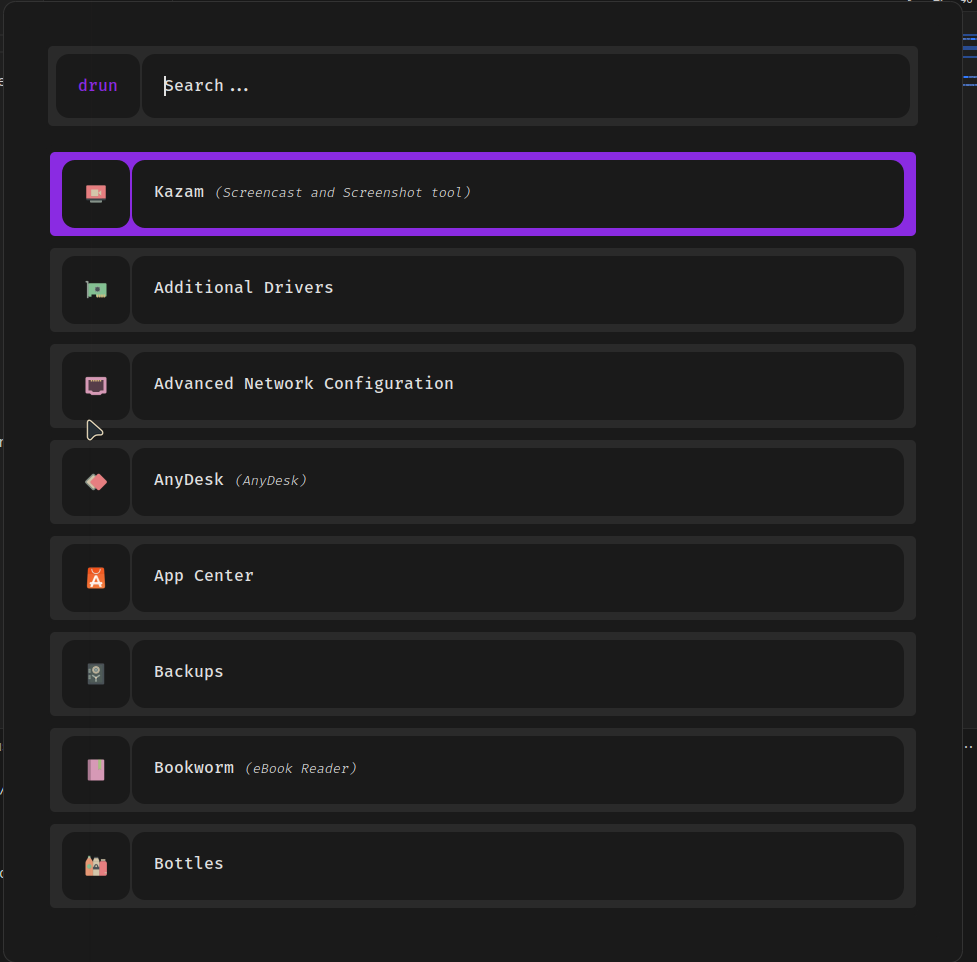 drun
Search...
Kazam (Screencast and Screenshot tool)
Additional Drivers
Advanced Network Configuration
AnyDesk (AnyDesk)
App Center
Backups
Bookworm (eBook Reader)
Bottles